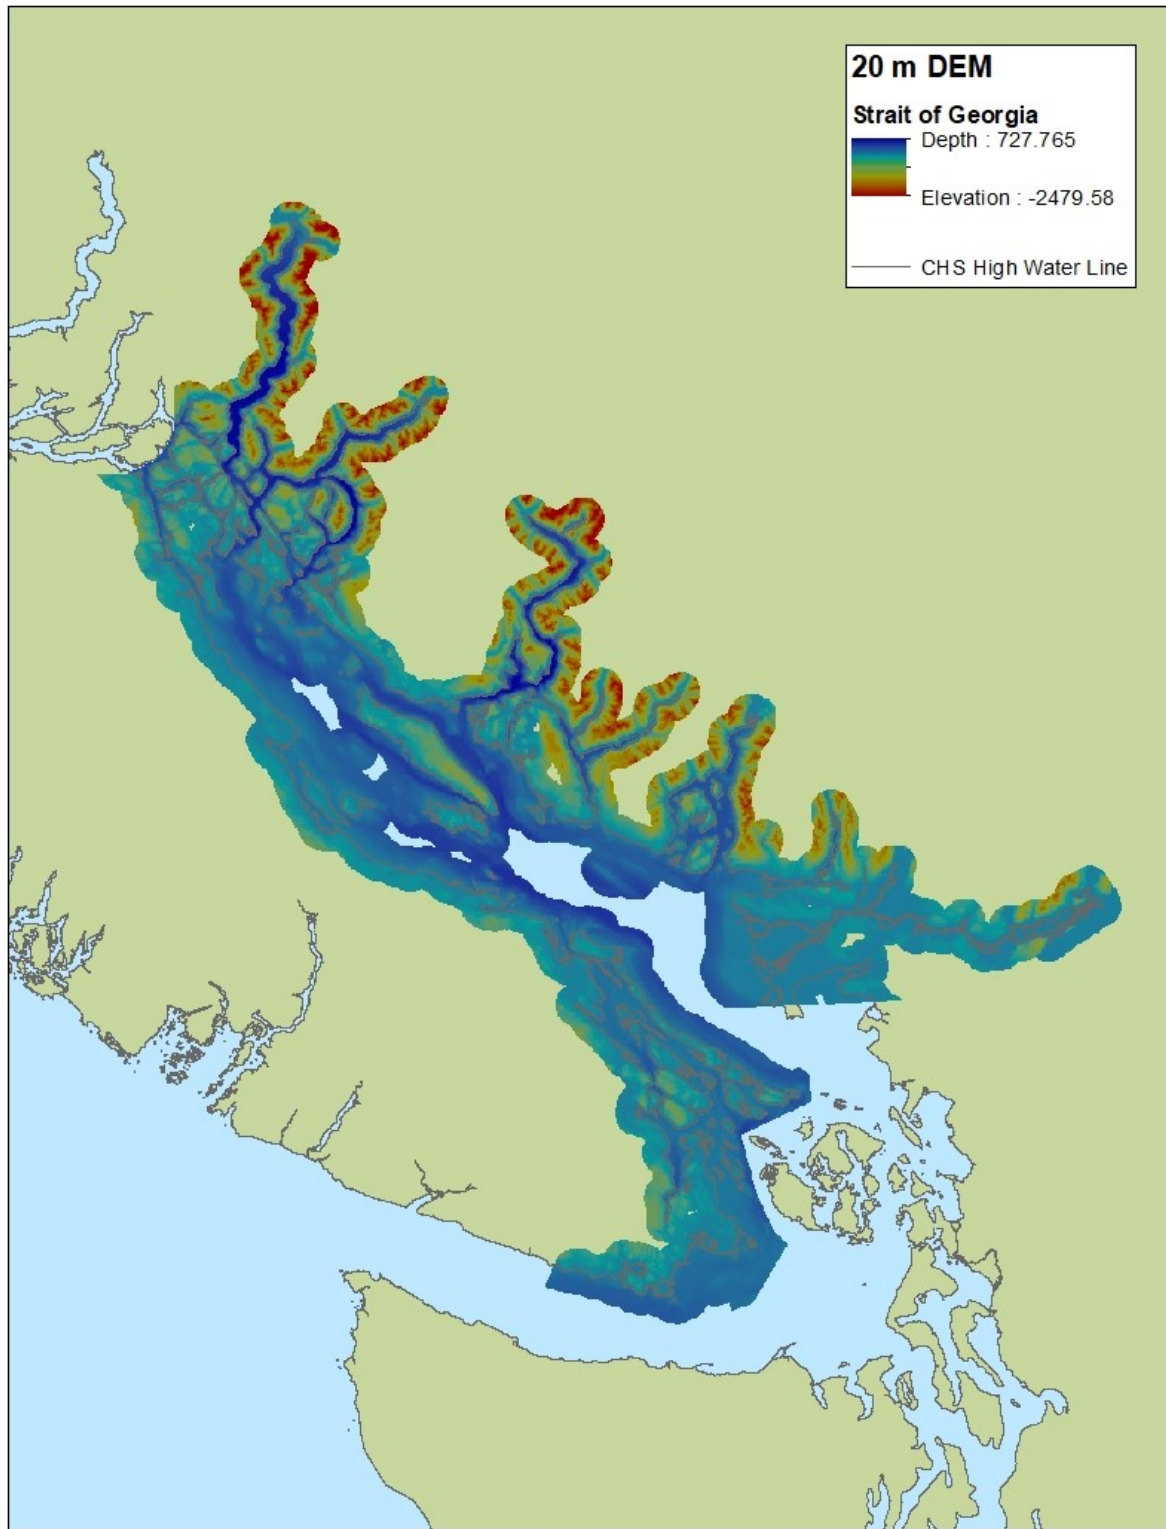 20 m DEM
Strait of Georgia
Depth : 727.765
Elevation : -2479.58
CHS High Water Line